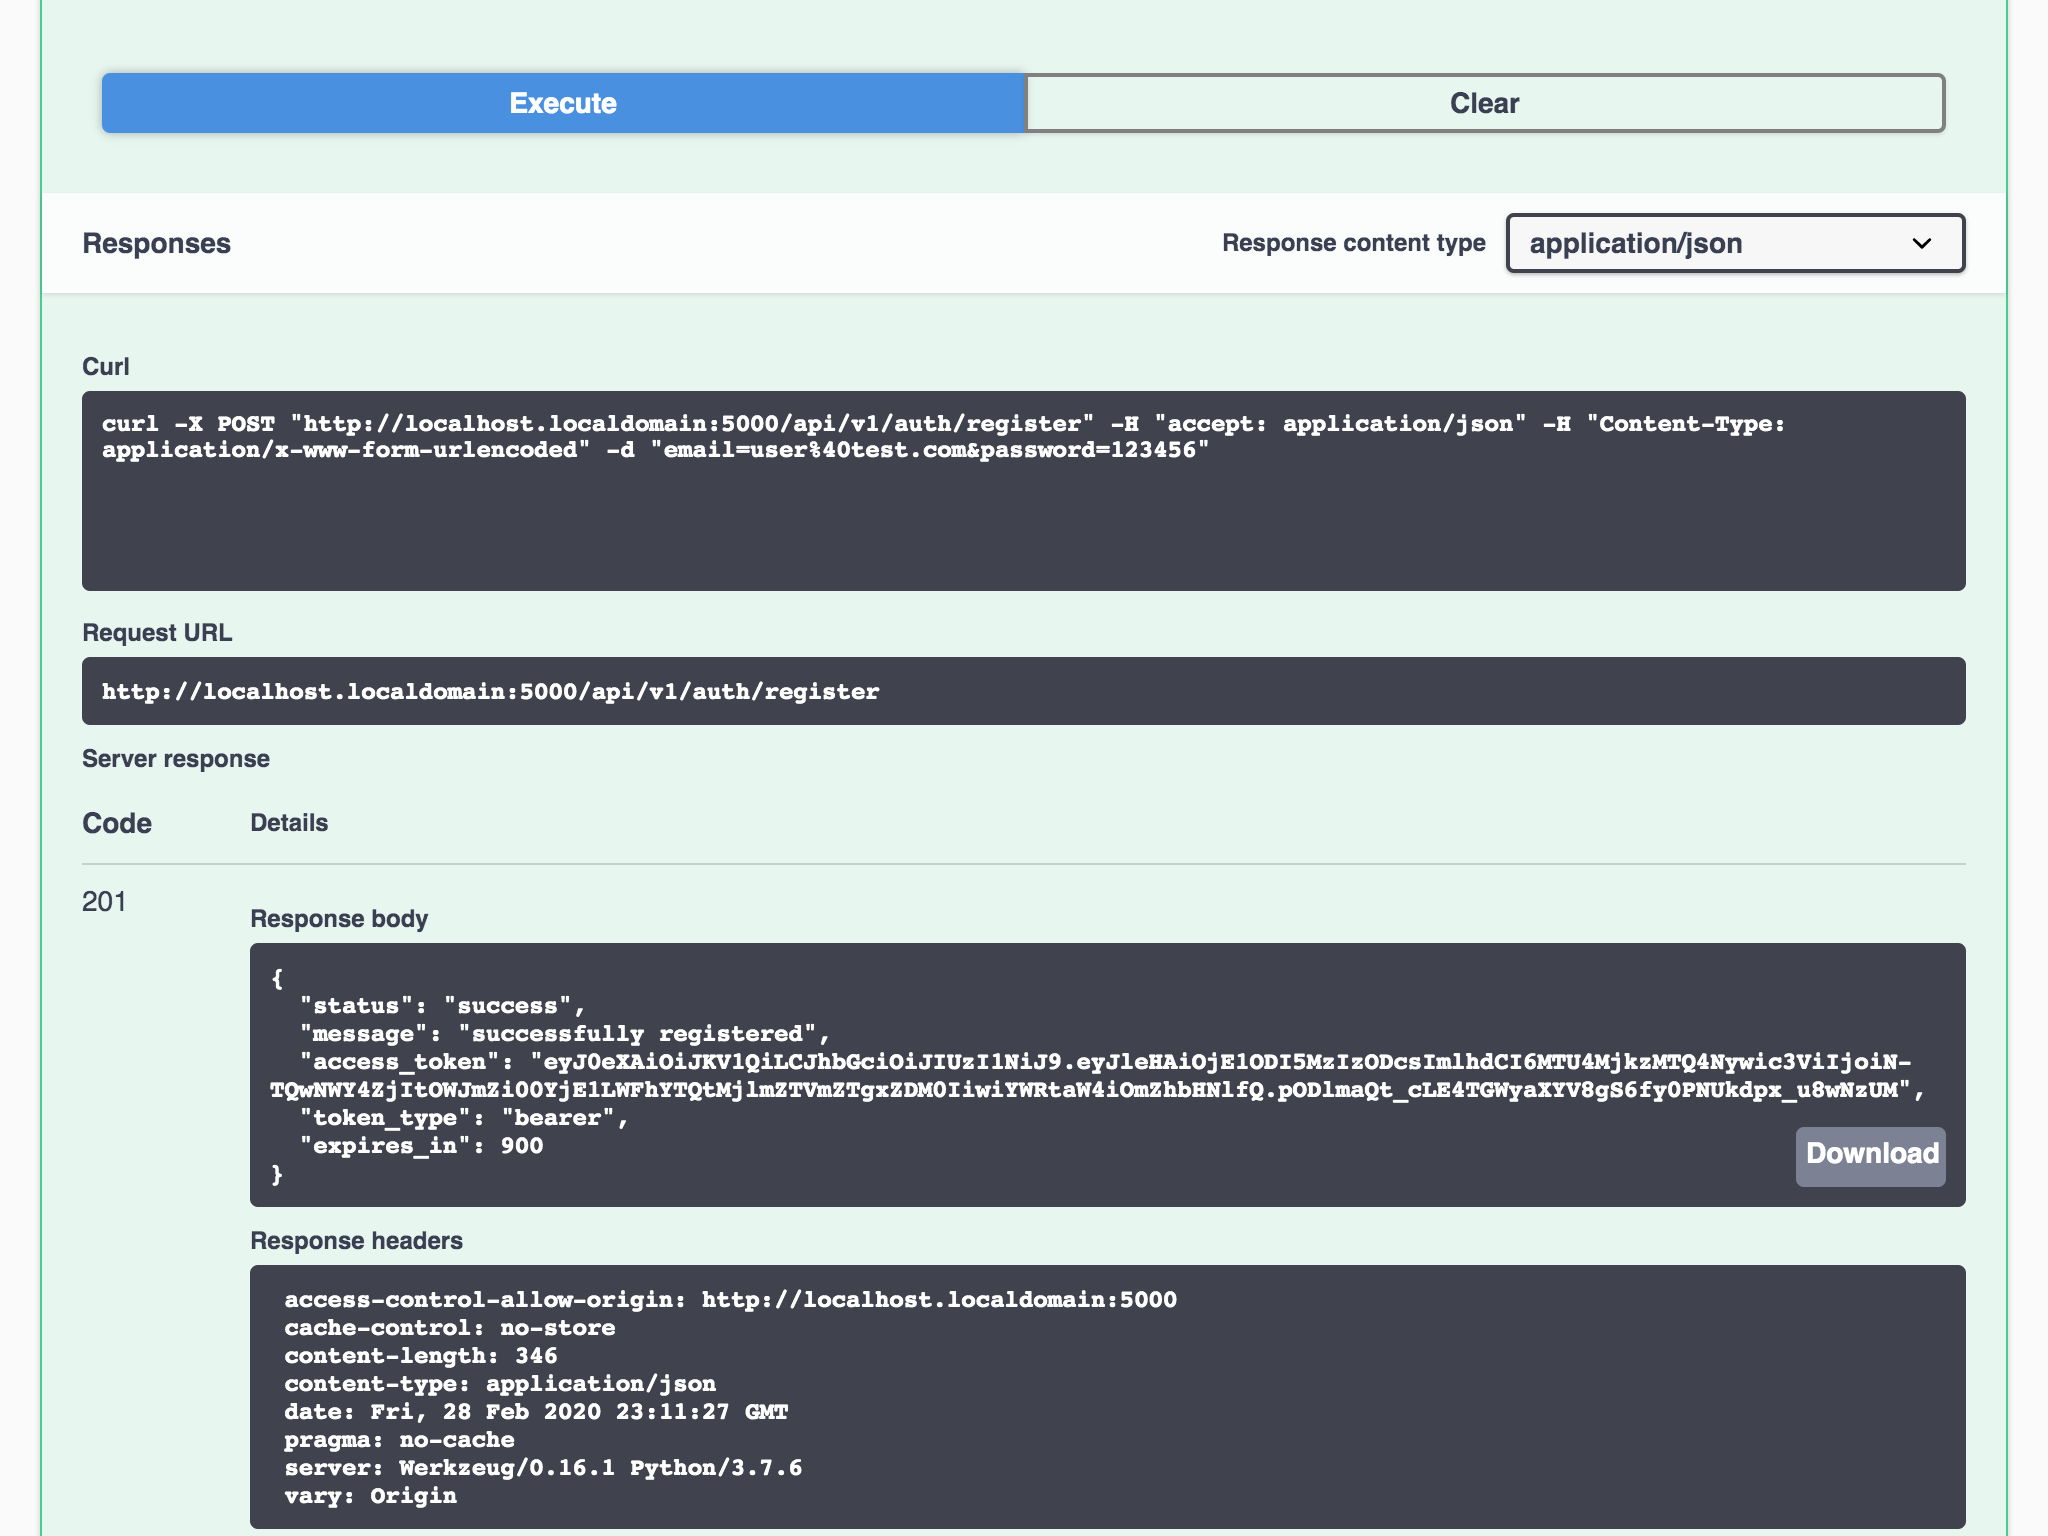 Execute
Clear
Responses
Response content type
application/json
Curl
curl -X POST "http://localhost.localdomain:5000/api/v1/auth/register" -H "accept: application/json" -H "Content-Type:
application/x-www-form-urlencoded" -d "email=user%40test.com&password=123456"
Request URL
http://localhost.localdomain:5000/api/v1/auth/register
Server response
Code
Details
201
Response body
{
"status": "success",
"message": "successfully registered",
"access_token": "eyJ0eXAiOiJKV1QiLCJhbGciOiJIUzI1NiJ9.eyJleHAiOjE1ODI5MzIzODcsImlhdCI6MTU4MjkzMTQ4Nywic3ViIjoiN-
TQwNWY4ZjItOWJmZi00YjE1LWFhYTQtMjlmZTVmZTgxZDM0IiwiYWRtaW4iOmZhbHNlfQ.pODlmaQt_cLE4TGWyaXYV8gS6fy0PNUkdpx_u8wNzUM",
"token_type": "bearer",
"expires_in": 900
}
Download
Response headers
access-control-allow-origin: http://localhost.localdomain:5000
cache-control: no-store
content-length: 346
content-type: application/json
date: Fri, 28 Feb 2020 23:11:27 GMT
pragma: no-cache
server: Werkzeug/0.16.1 Python/3.7.6
vary: Origin